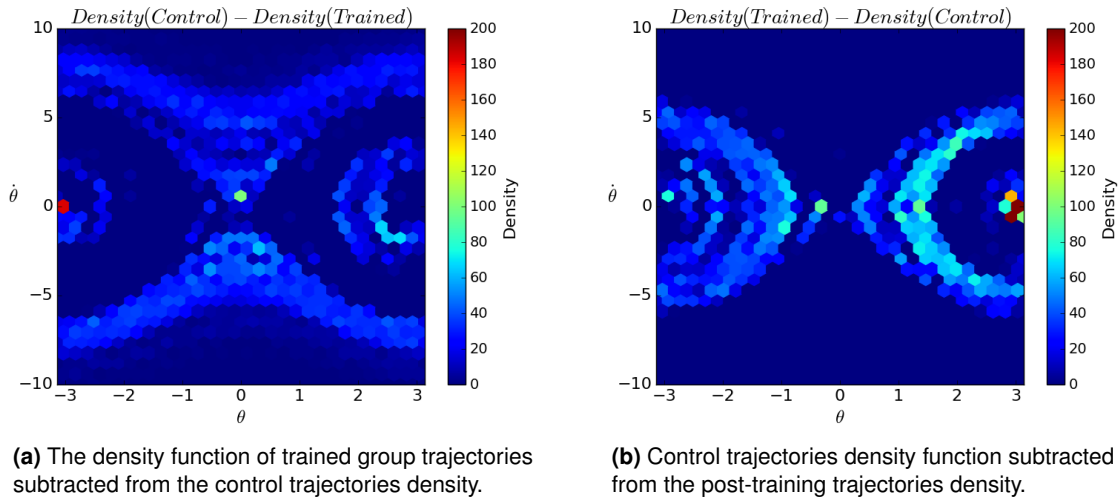 Density(Control) − Density(Trained)
10
5
0
−5
−10
θ̇
−3 −2 −1 0 1 2 3
θ
200
180
160
140
120
100
80
60
40
20
0
Density
(a) The density function of trained group trajectories
subtracted from the control trajectories density.
Density(Trained) − Density(Control)
10
5
0
−5
−10
θ̇
−3 −2 −1 0 1 2 3
θ
200
180
160
140
120
100
80
60
40
20
0
Density
(b) Control trajectories density function subtracted
from the post-training trajectories density.